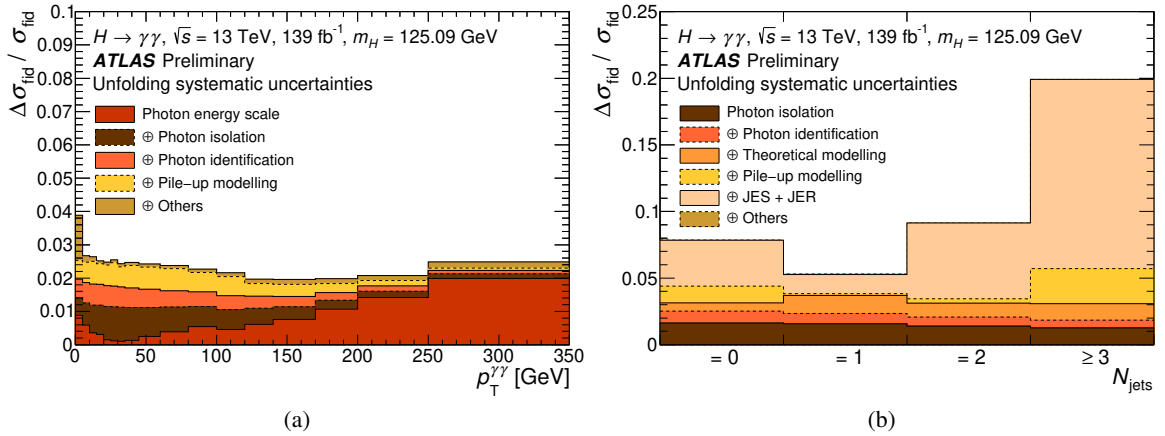 H → γγ, √s = 13 TeV, 139 fb⁻¹, m_H = 125.09 GeV
ATLAS Preliminary
Unfolding systematic uncertainties
Photon energy scale
⊕ Photon isolation
⊕ Photon identification
⊕ Pile−up modelling
⊕ Others
Δσ_fid / σ_fid
0.1
0.09
0.08
0.07
0.06
0.05
0.04
0.03
0.02
0.01
0
0 50 100 150 200 250 300 350
p_T^γγ [GeV]
(a)
H → γγ, √s = 13 TeV, 139 fb⁻¹, m_H = 125.09 GeV
ATLAS Preliminary
Unfolding systematic uncertainties
Photon isolation
⊕ Photon identification
⊕ Theoretical modelling
⊕ Pile−up modelling
⊕ JES + JER
⊕ Others
Δσ_fid / σ_fid
0.25
0.2
0.15
0.1
0.05
0
= 0 = 1 = 2 ≥ 3
N_jets
(b)